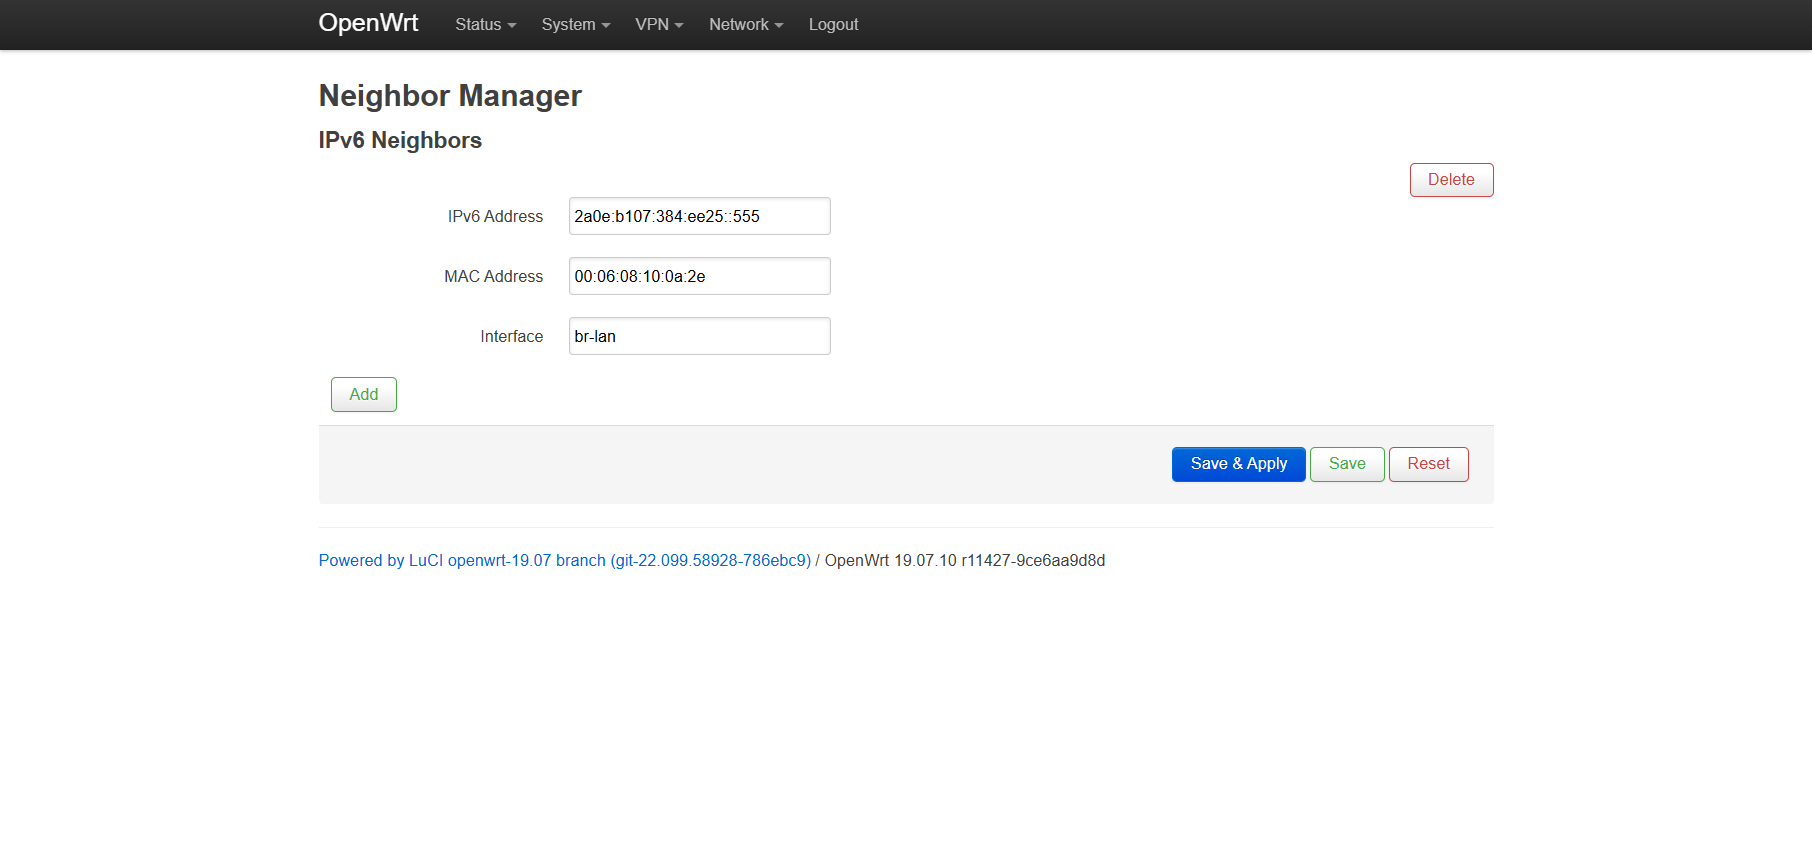 OpenWrt Status System VPN Network Logout
Neighbor Manager
IPv6 Neighbors
Delete
IPv6 Address 2a0e:b107:384:ee25::555
MAC Address 00:06:08:10:0a:2e
Interface br-lan
Add
Save & Apply Save Reset
Powered by LuCI openwrt-19.07 branch (git-22.099.58928-786ebc9) / OpenWrt 19.07.10 r11427-9ce6aa9d8d